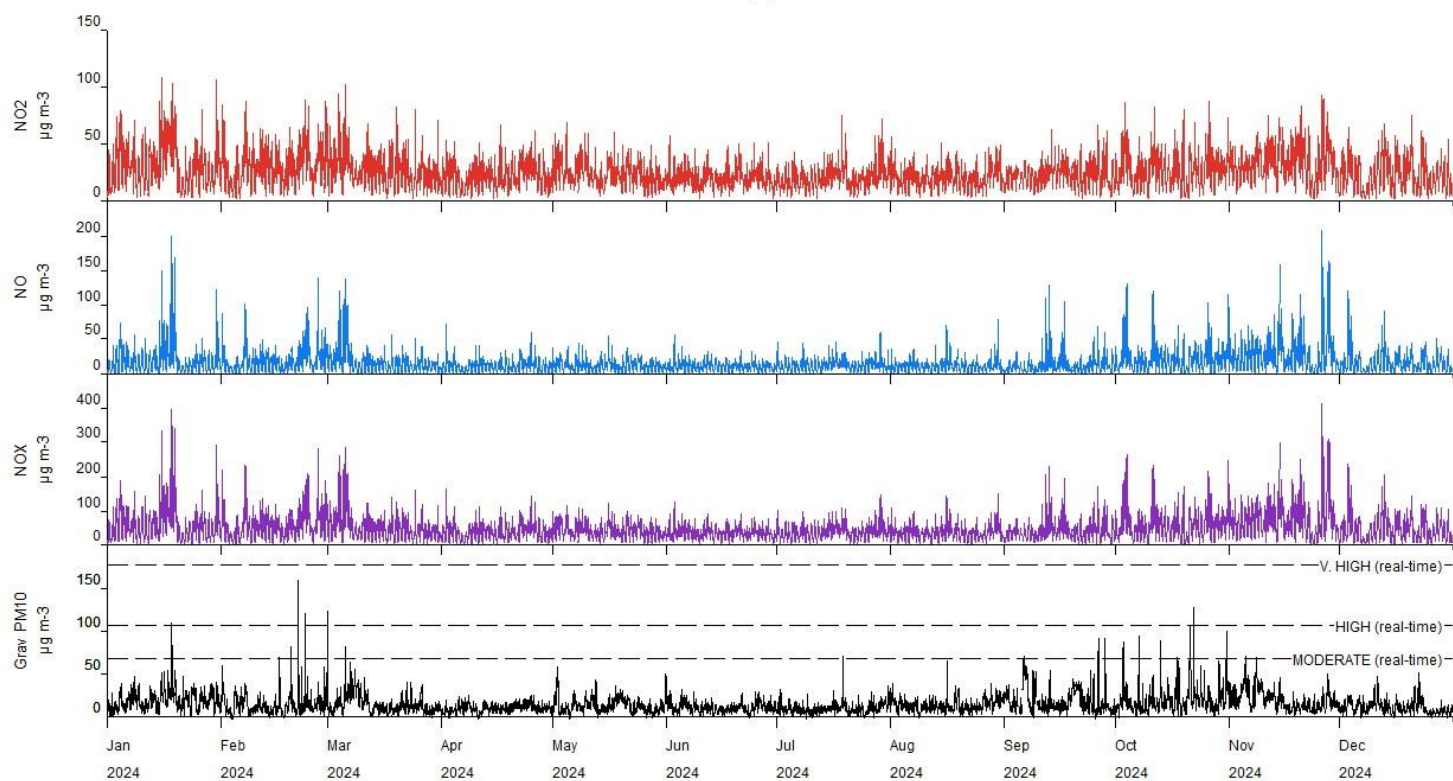 150
100
50
0
NO2
µg m-3
200
150
100
50
0
NO
µg m-3
400
300
200
100
0
NOX
µg m-3
150
100
50
0
Grav PM10
µg m-3
V. HIGH (real-time)
HIGH (real-time)
MODERATE (real-time)
Jan Feb Mar Apr May Jun Jul Aug Sep Oct Nov Dec
2024 2024 2024 2024 2024 2024 2024 2024 2024 2024 2024 2024